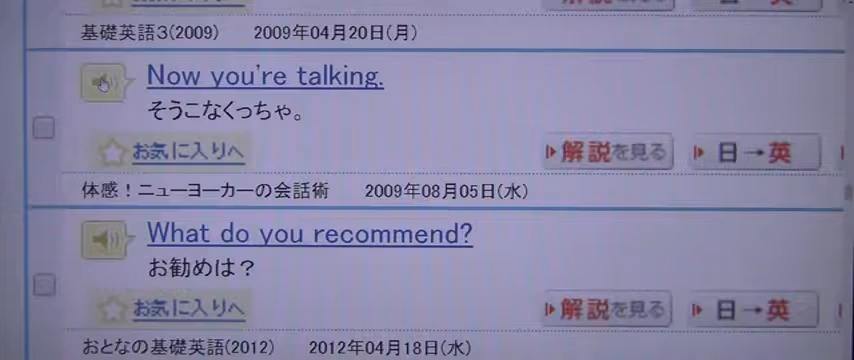 基礎英語3(2009) 2009年04月20日(月)
Now you're talking.
そうこなくっちゃ。
お気に入りへ 解説を見る 日→英
体感！ニューヨーカーの会話術 2009年08月05日(水)
What do you recommend?
お勧めは？
お気に入りへ 解説を見る 日→英
おとなの基礎英語(2012) 2012年04月18日(水)